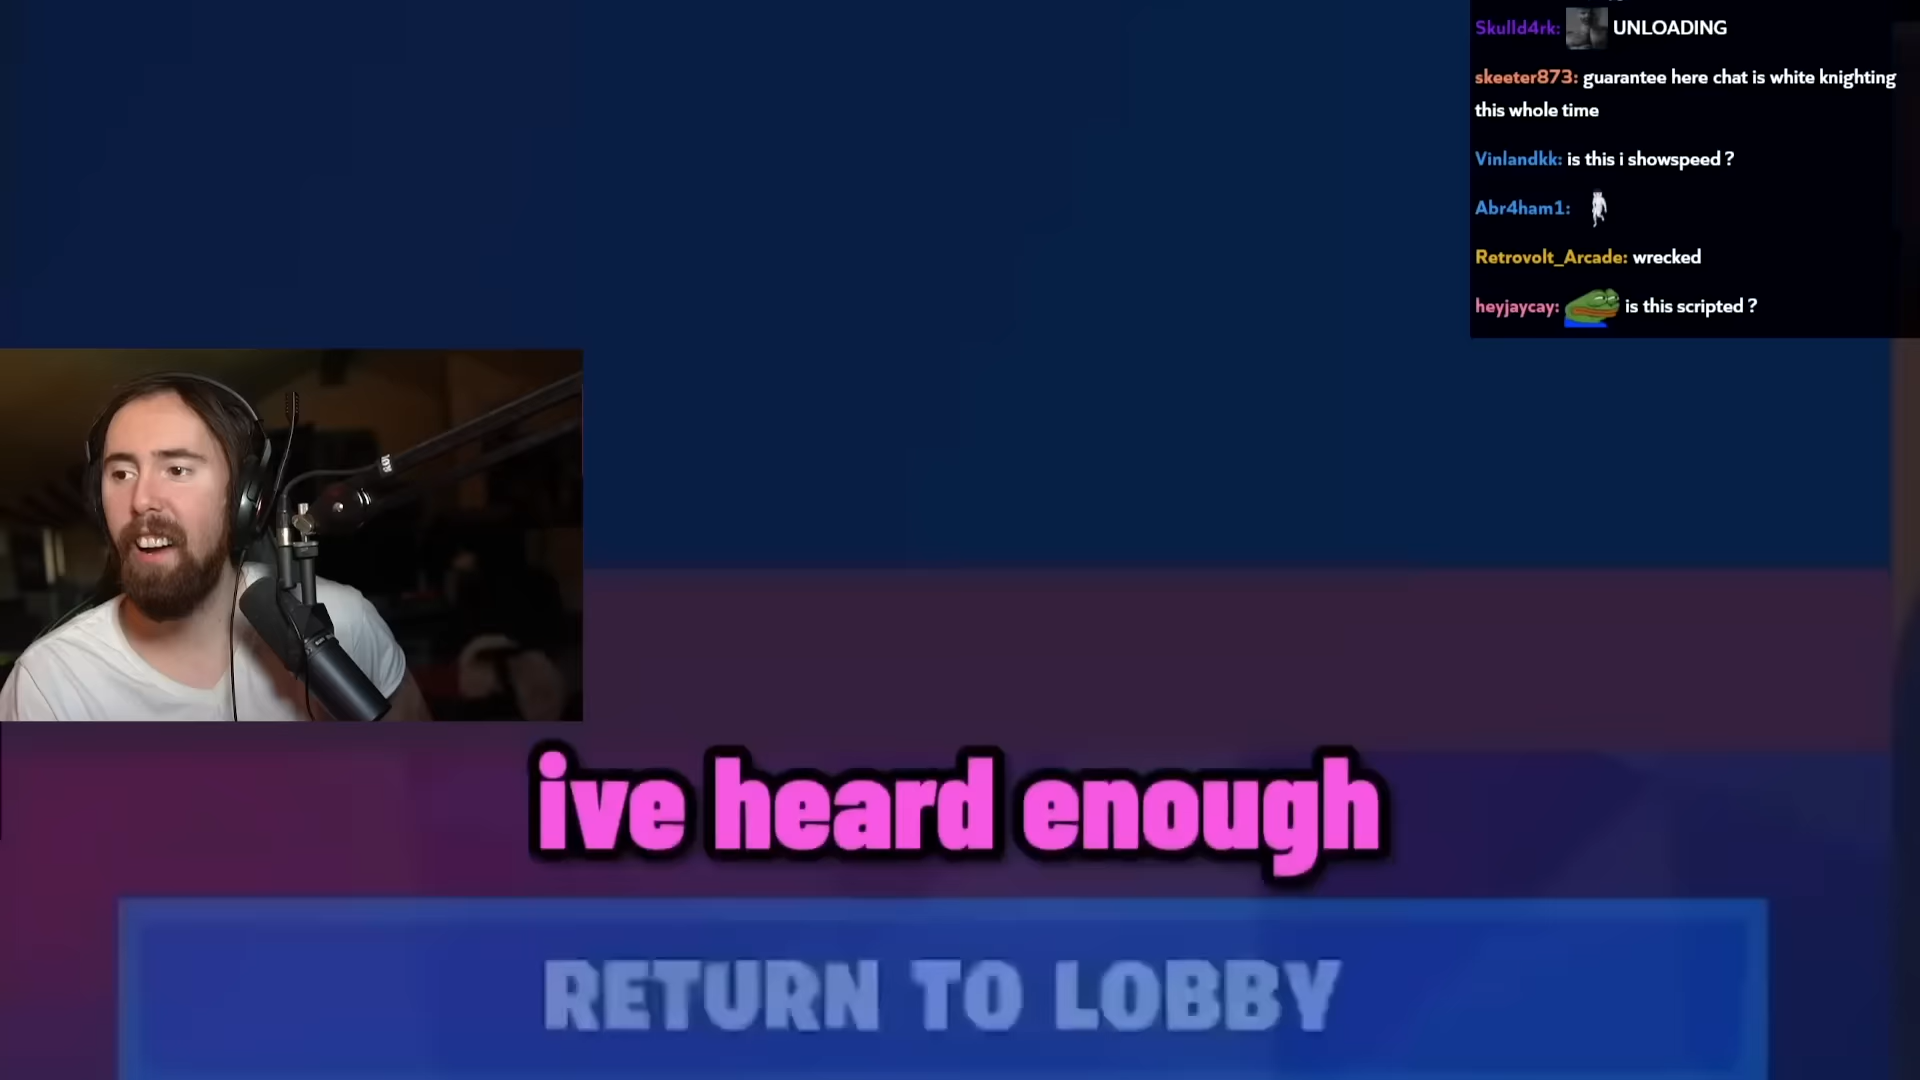 Skulld4rk: UNLOADING
skeeter873: guarantee here chat is white knighting
this whole time
Vinlandkk: is this i showspeed ?
Abr4ham1:
Retrovolt_Arcade: wrecked
heyjaycay: is this scripted ?
ive heard enough
RETURN TO LOBBY